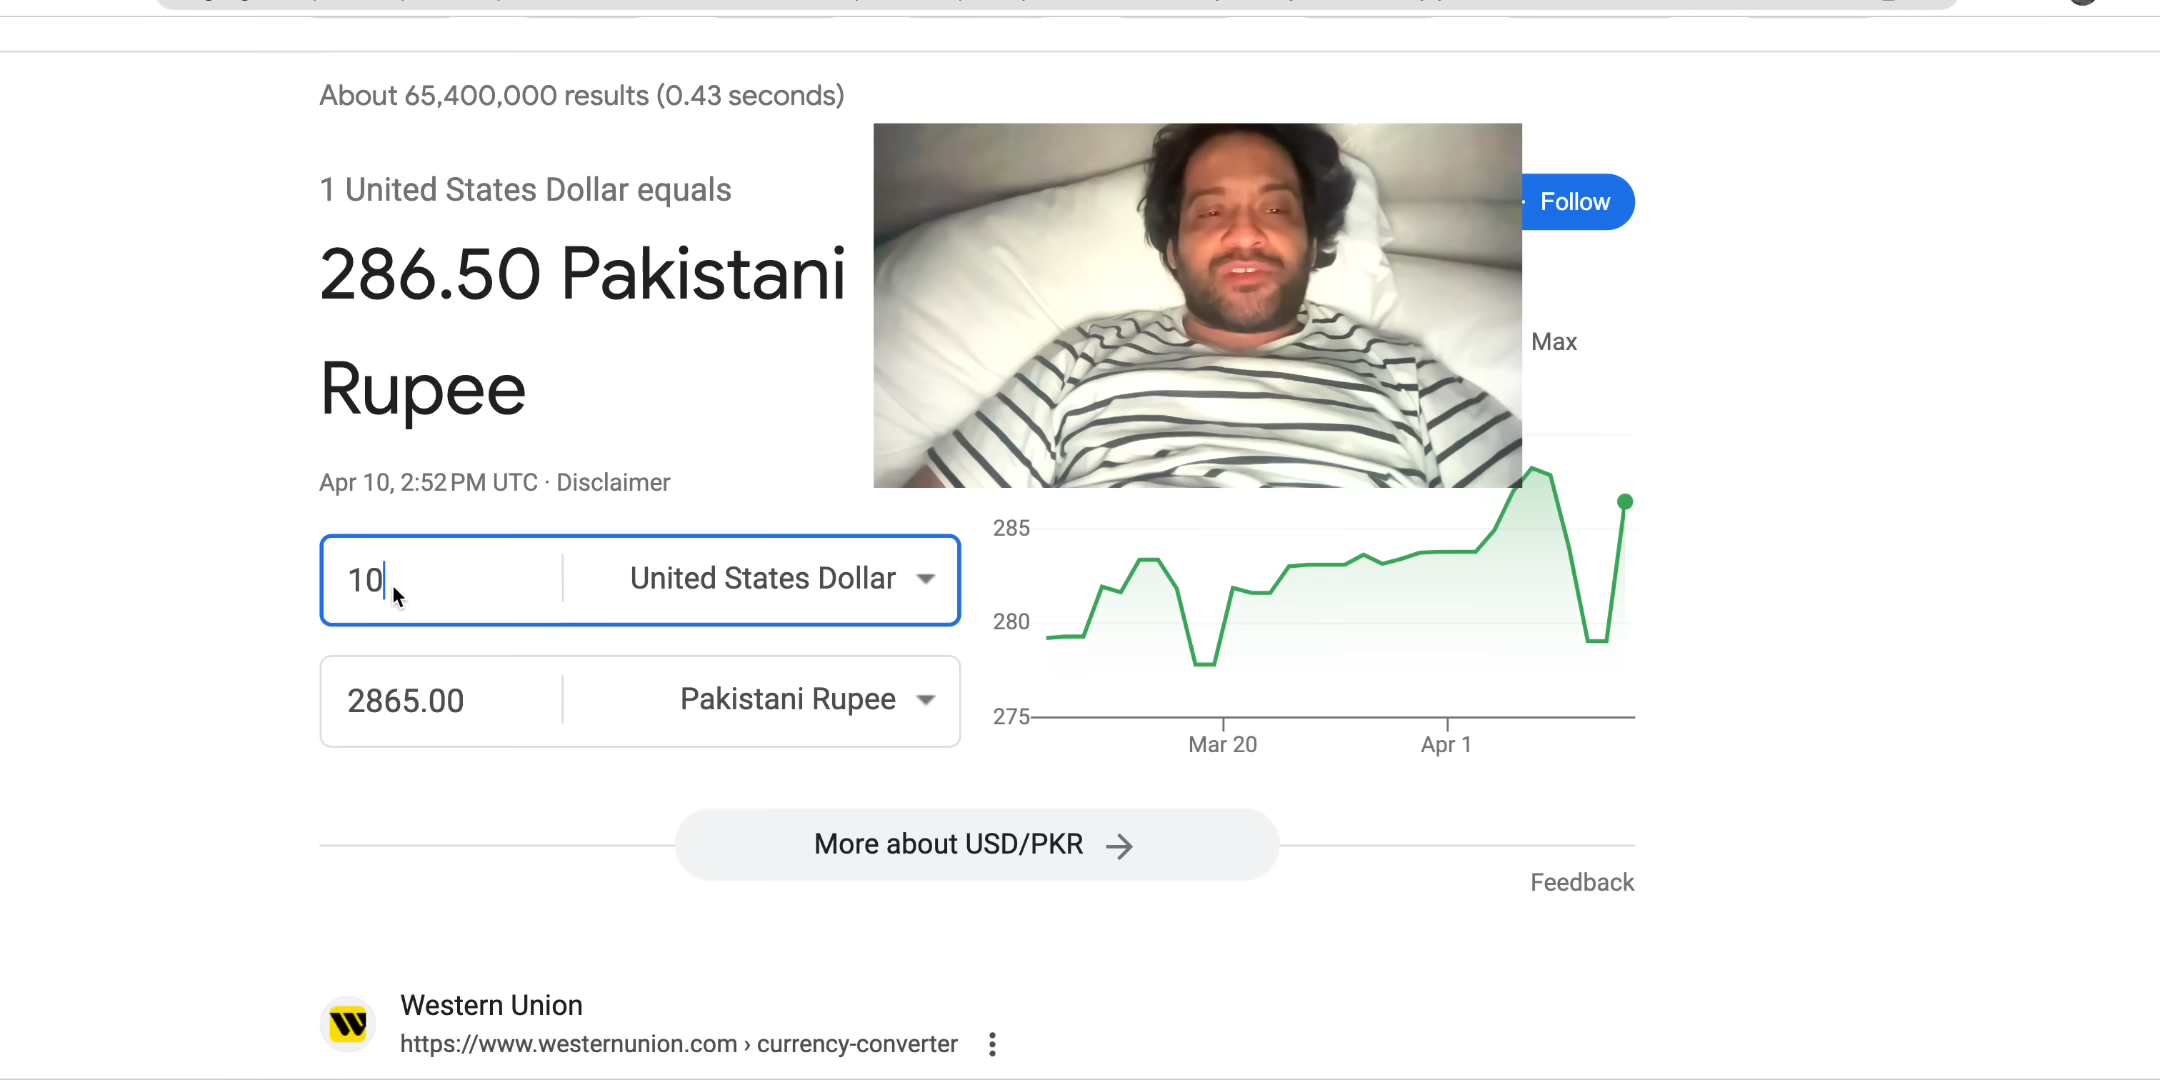 About 65,400,000 results (0.43 seconds)
1 United States Dollar equals
286.50 Pakistani
Rupee
Apr 10, 2:52 PM UTC · Disclaimer
10
United States Dollar
2865.00
Pakistani Rupee
Follow
Max
285
280
275
Mar 20
Apr 1
More about USD/PKR →
Feedback
W
Western Union
https://www.westernunion.com › currency-converter